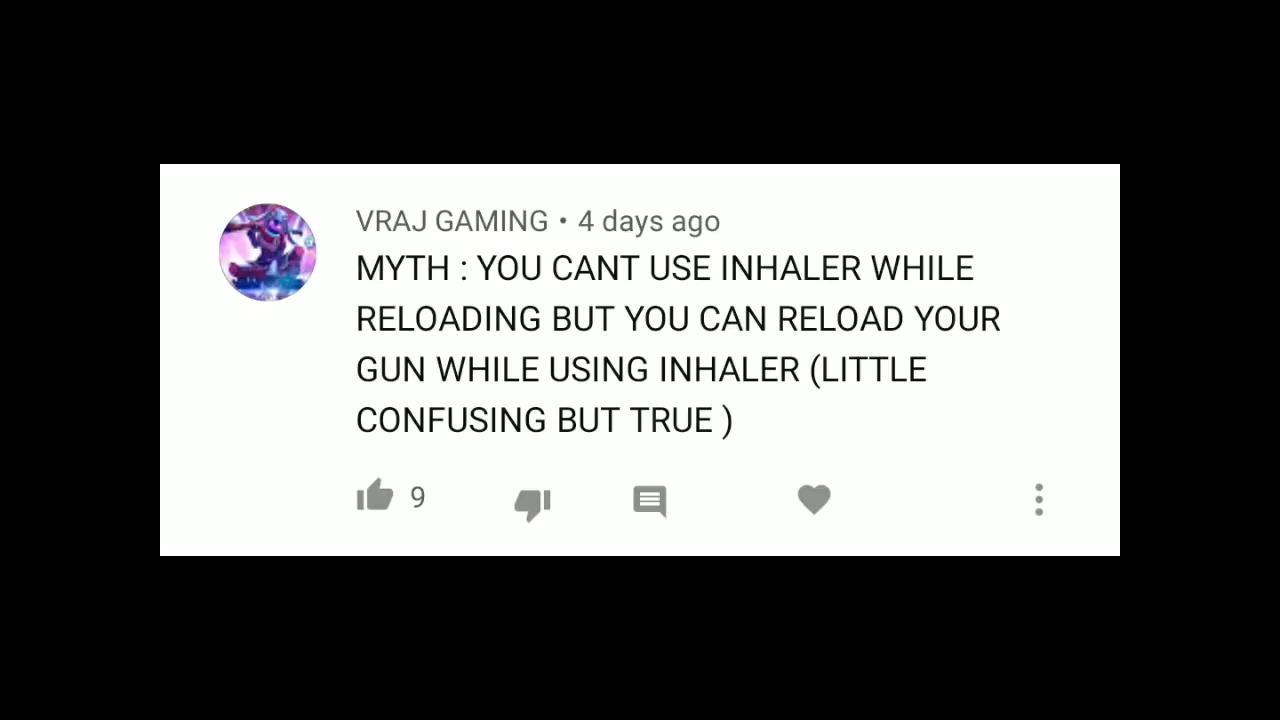 VRAJ GAMING • 4 days ago
MYTH : YOU CANT USE INHALER WHILE
RELOADING BUT YOU CAN RELOAD YOUR
GUN WHILE USING INHALER (LITTLE
CONFUSING BUT TRUE )
9